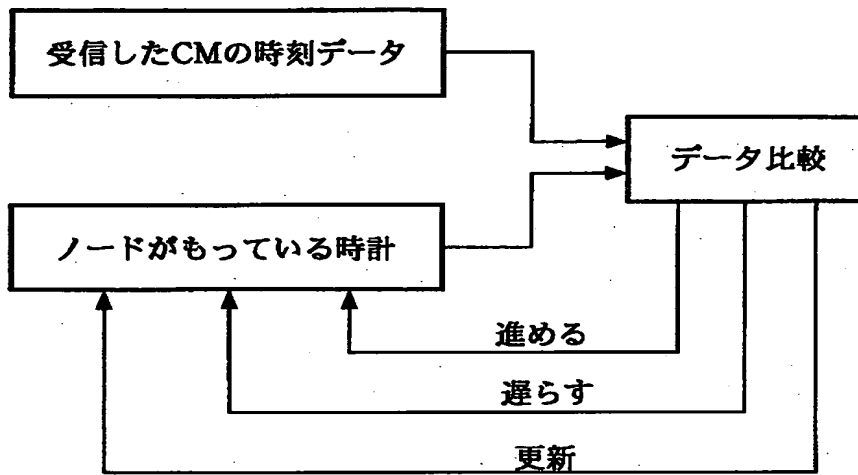 受信したCMの時刻データ
データ比較
ノードがもっている時計
進める
遅らす
更新